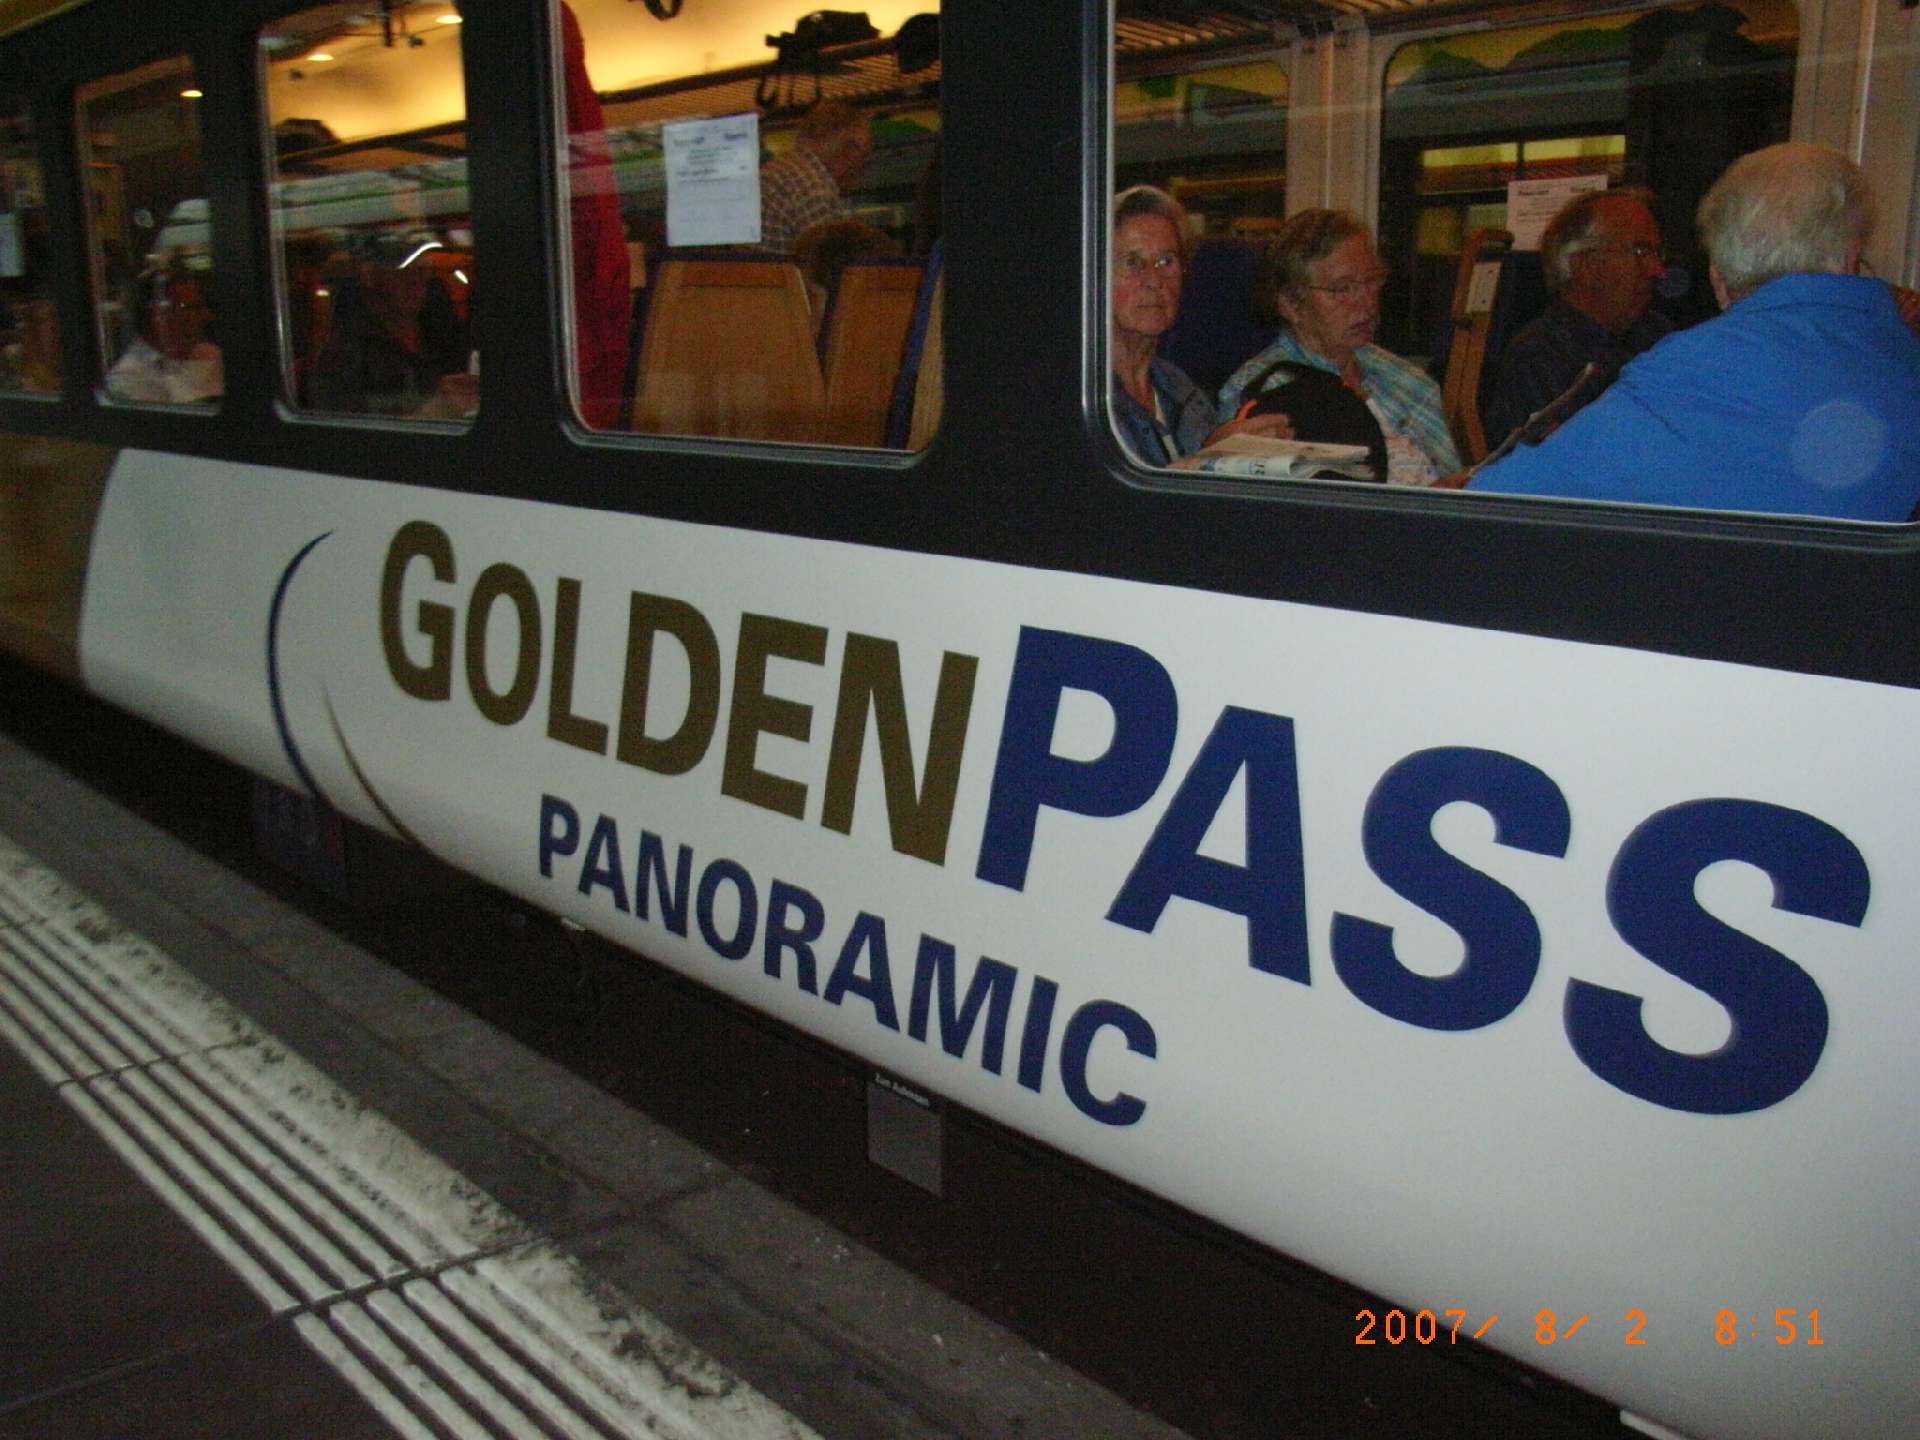 GOLDENPASS
PANORAMIC
2007/ 8/ 2 8:51